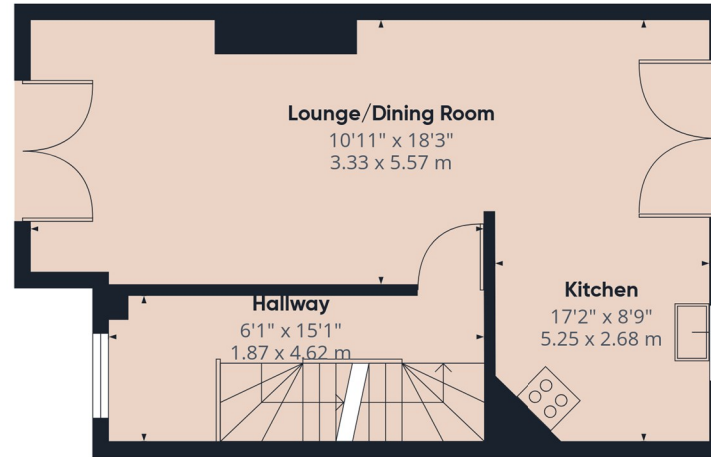 Lounge/Dining Room
10'11" x 18'3"
3.33 x 5.57 m
Hallway
6'1" x 15'1"
1.87 x 4.62 m
Kitchen
17'2" x 8'9"
5.25 x 2.68 m